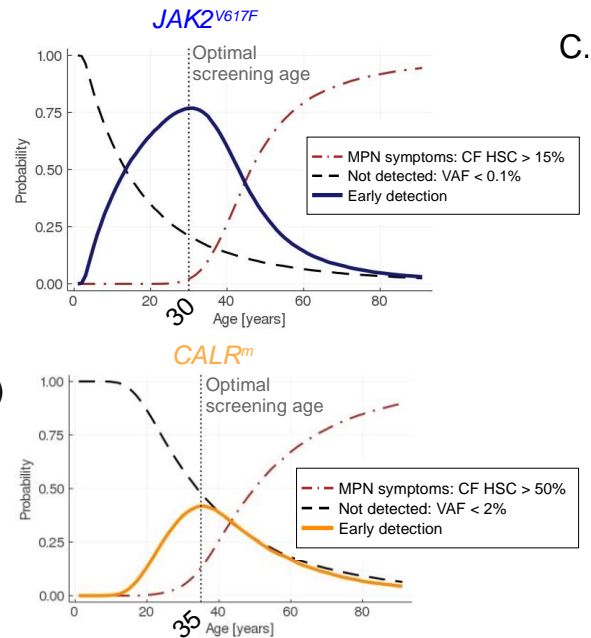 JAK2V617F
C.
Optimal
screening age
1.00
0.75
0.50
0.25
0.00
Probability
MPN symptoms: CF HSC > 15%
Not detected: VAF < 0.1%
Early detection
0 20 40 60 80
30
Age [years]
CALRm
)
Optimal
screening age
1.00
0.75
0.50
0.25
0.00
Probability
MPN symptoms: CF HSC > 50%
Not detected: VAF < 2%
Early detection
0 20 40 60 80
35
Age [years]